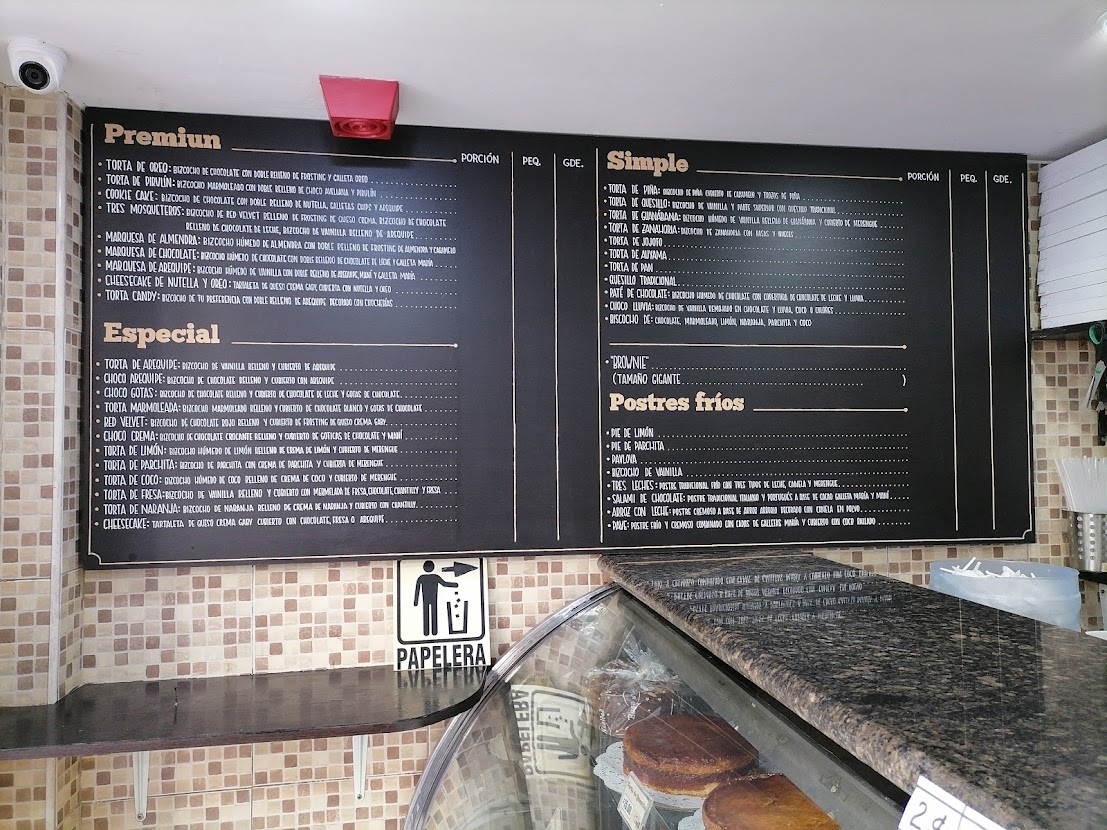 Premiun PORCIÓN PEQ. GDE.
• TORTA DE OREO: BIZCOCHO DE CHOCOLATE CON DOBLE RELLENO DE FROSTING Y GALLETA OREO
• TORTA DE PIRULÍN: BIZCOCHO MARMOLEADO CON DOBLE RELLENO DE CHOCO AVELLANA Y PIRULÍN
• COOKIE CAKE: BIZCOCHO DE CHOCOLATE CON DOBLE RELLENO DE NUTELLA, GALLETAS CHIPS Y AREQUIPE
• TRES MOSQUETEROS: BIZCOCHO DE RED VELVET RELLENO DE FROSTING DE QUESO CREMA, BIZCOCHO DE CHOCOLATE
RELLENO DE CHOCOLATE DE LECHE, BIZCOCHO DE VAINILLA RELLENO DE AREQUIPE
• MARQUESA DE ALMENDRA: BIZCOCHO HÚMEDO DE ALMENDRA CON DOBLE RELLENO DE FROSTING DE ALMENDRA Y CARAMELO
• MARQUESA DE CHOCOLATE: BIZCOCHO HÚMEDO DE CHOCOLATE CON DOBLE RELLENO DE CHOCOLATE DE LECHE Y GALLETA MARÍA
• MARQUESA DE AREQUIPE: BIZCOCHO HÚMEDO DE VAINILLA CON DOBLE RELLENO DE AREQUIPE, MANÍ Y GALLETA MARÍA
• CHEESECAKE DE NUTELLA Y OREO: TARTALETA DE QUESO CREMA GABY, CUBIERTO CON NUTELLA Y OREO
• TORTA CANDY: BIZCOCHO DE TU PREFERENCIA CON DOBLE RELLENO DE AREQUIPE DECORADO CON CHUCHERÍAS
Especial
• TORTA DE AREQUIPE: BIZCOCHO DE VAINILLA RELLENO Y CUBIERTO DE AREQUIPE
• CHOCO AREQUIPE: BIZCOCHO DE CHOCOLATE RELLENO Y CUBIERTO CON AREQUIPE
• CHOCO GOTAS: BIZCOCHO DE CHOCOLATE RELLENO Y CUBIERTO DE CHOCOLATE DE LECHE Y GOTAS DE CHOCOLATE
• TORTA MARMOLEADA: BIZCOCHO MARMOLEADO RELLENO Y CUBIERTO DE CHOCOLATE BLANCO Y GOTAS DE CHOCOLATE
• RED VELVET: BIZCOCHO DE CHOCOLATE ROJO RELLENO Y CUBIERTO DE FROSTING DE QUESO CREMA GABY
• CHOCO CREMA: BIZCOCHO DE CHOCOLATE CROCANTE RELLENO Y CUBIERTO DE GOTICAS DE CHOCOLATE Y MANÍ
• TORTA DE LIMÓN: BIZCOCHO HÚMEDO DE LIMÓN RELLENO DE CREMA DE LIMÓN Y CUBIERTO DE MERENGUE
• TORTA DE PARCHITA: BIZCOCHO DE PARCHITA CON CREMA DE PARCHITA Y CUBIERTA DE MERENGUE
• TORTA DE COCO: BIZCOCHO HÚMEDO DE COCO RELLENO DE CREMA DE COCO Y CUBIERTO DE MERENGUE
• TORTA DE FRESA: BIZCOCHO DE VAINILLA RELLENO Y CUBIERTO CON MERMELADA DE FRESA, CHOCOLATE, CHANTILLY Y FRESA
• TORTA DE NARANJA: BIZCOCHO DE NARANJA RELLENO DE CREMA DE NARANJA Y CUBIERTO CON CHANTILLY
• CHEESECAKE: TARTALETA DE QUESO CREMA GABY CUBIERTO CON CHOCOLATE, FRESA O AREQUIPE
Simple PORCIÓN PEQ. GDE.
• TORTA DE PIÑA: BIZCOCHO DE PIÑA CUBIERTO DE CARAMELO Y TROZOS DE PIÑA
• TORTA DE QUESILLO: BIZCOCHO DE VAINILLA Y PARTE SUPERIOR CON QUESILLO TRADICIONAL
• TORTA DE GUANÁBANA: BIZCOCHO HÚMEDO DE VAINILLA RELLENO DE GUANÁBANA Y CUBIERTO DE MERENGUE
• TORTA DE ZANAHORIA: BIZCOCHO DE ZANAHORIA CON PASAS Y NUECES
• TORTA DE JOJOTO
• TORTA DE AUYAMA
• TORTA DE PAN
• QUESILLO TRADICIONAL
• PATÉ DE CHOCOLATE: BIZCOCHO HÚMEDO DE CHOCOLATE CON COBERTURA DE CHOCOLATE DE LECHE Y LLUVIA
• CHOCO LLUVIA: BIZCOCHO DE VAINILLA REMOJADO EN CHOCOLATE Y LLUVIA, COCO O COLORES
• BISCOCHO DE: CHOCOLATE, MARMOLEADO, LIMÓN, NARANJA, PARCHITA Y COCO
• "BROWNIE"
(TAMAÑO GIGANTE )
Postres fríos
• PIE DE LIMÓN
• PIE DE PARCHITA
• PAVLOVA
• BIZCOCHO DE VAINILLA
• TRES LECHES: POSTRE TRADICIONAL FRÍO CON TRES TIPOS DE LECHE, CANELA Y MERENGUE
• SALAMI DE CHOCOLATE: POSTRE TRADICIONAL ITALIANO Y PORTUGUÉS A BASE DE CACAO GALLETA MARÍA Y MANÍ
• ARROZ CON LECHE: POSTRE CREMOSO A BASE DE ARROZ DECORADO CON CANELA EN POLVO
• PAVE: POSTRE FRÍO Y CREMOSO COMBINADO CON CAPAS DE GALLETAS MARÍA Y CUBIERTO CON COCO RALLADO
PAPELERA
2¢